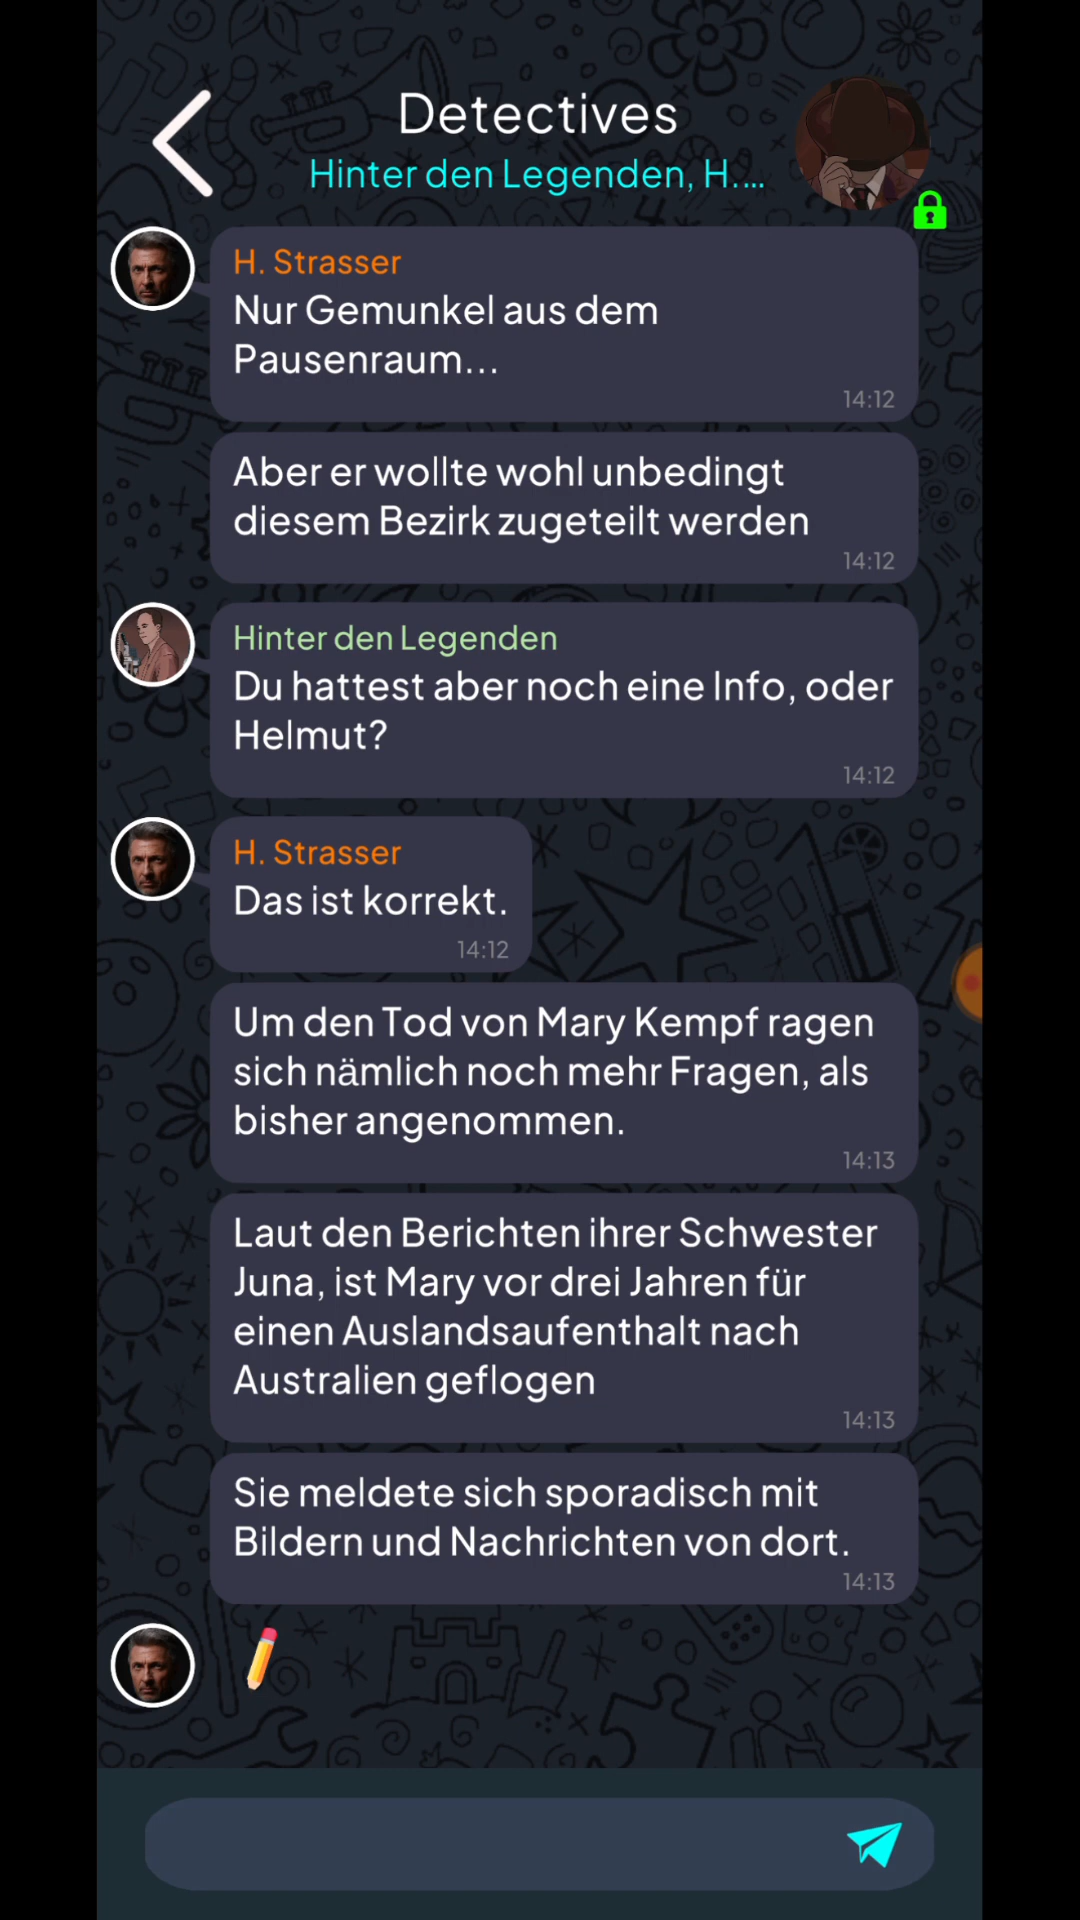 Detectives
Hinter den Legenden, H....
H. Strasser
Nur Gemunkel aus dem
Pausenraum...
14:12
Aber er wollte wohl unbedingt
diesem Bezirk zugeteilt werden
14:12
Hinter den Legenden
Du hattest aber noch eine Info, oder
Helmut?
14:12
H. Strasser
Das ist korrekt.
14:12
Um den Tod von Mary Kempf ragen
sich nämlich noch mehr Fragen, als
bisher angenommen.
14:13
Laut den Berichten ihrer Schwester
Juna, ist Mary vor drei Jahren für
einen Auslandsaufenthalt nach
Australien geflogen
14:13
Sie meldete sich sporadisch mit
Bildern und Nachrichten von dort.
14:13